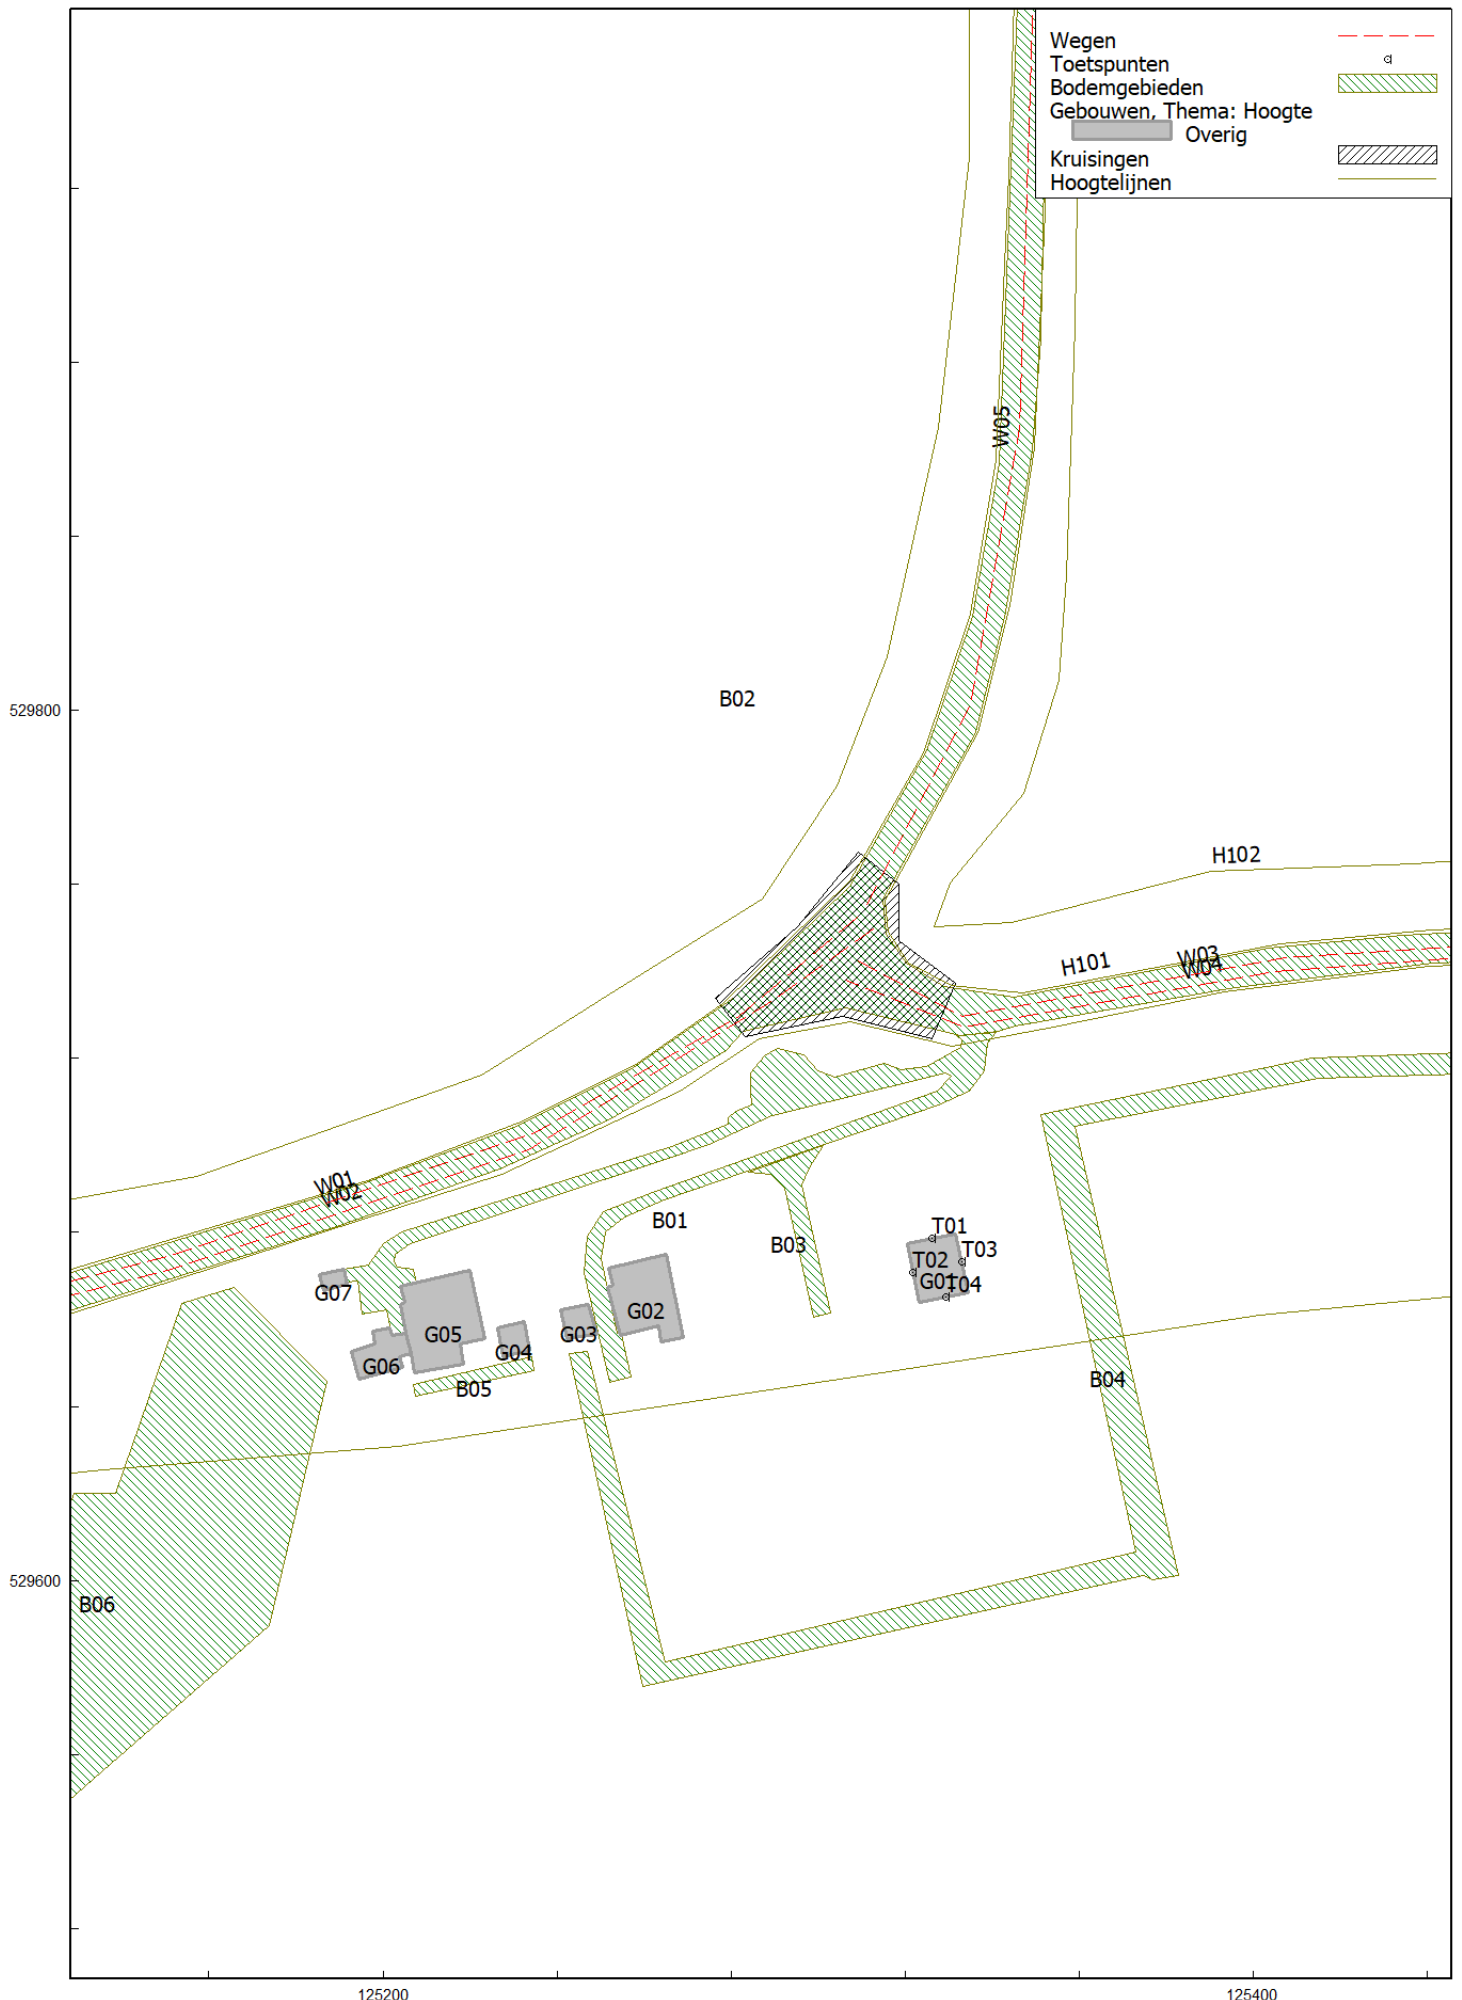 Wegen
Toetspunten
Bodemgebieden
Gebouwen, Thema: Hoogte
Overig
Kruisingen
Hoogtelijnen
W05
B02
529800
H102
H101
W03
W04
W01
W02
B01
B03
T01
T02
T03
G01
T04
G07
G02
G05
G03
G04
G06
B05
B04
529600
B06
125200
125400